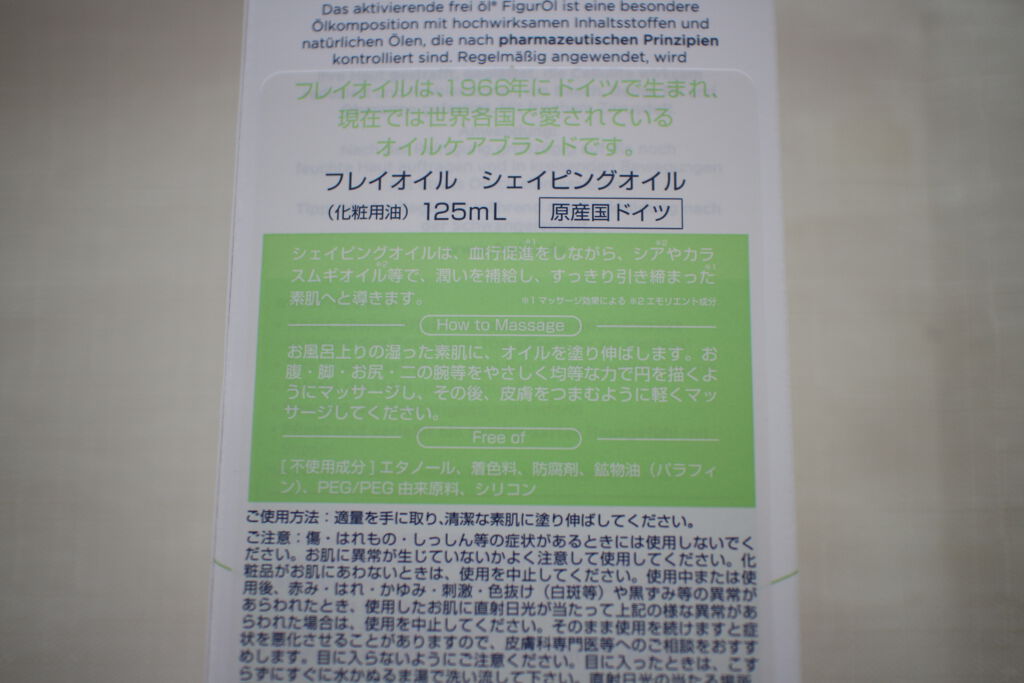 Das aktivierende frei öl® FigurÖl ist eine besondere
Ölkomposition mit hochwirksamen Inhaltsstoffen und
natürlichen Ölen, die nach pharmazeutischen Prinzipien
kontrolliert sind. Regelmäßig angewendet, wird
フレイオイルは、1966年にドイツで生まれ、
現在では世界各国で愛されている
オイルケアブランドです。
フレイオイル シェイピングオイル
（化粧用油）125mL 原産国ドイツ
シェイピングオイルは、血行促進※1をしながら、シア※2やカラ
スムギオイル※2等で、潤いを補給し、すっきり引き締まった※1
素肌へと導きます。 ※1 マッサージ効果による ※2 エモリエント成分
How to Massage
お風呂上りの湿った素肌に、オイルを塗り伸ばします。お
腹・脚・お尻・二の腕等をやさしく均等な力で円を描くよ
うにマッサージし、その後、皮膚をつまむように軽くマッ
サージしてください。
Free of
[ 不使用成分 ] エタノール、着色料、防腐剤、鉱物油（パラフィ
ン）、PEG/PEG 由来原料、シリコン
ご使用方法：適量を手に取り、清潔な素肌に塗り伸ばしてください。
ご注意：傷・はれもの・しっしん等の症状があるときには使用しないでく
ださい。お肌に異常が生じていないかよく注意して使用してください。化
粧品がお肌にあわないときは、使用を中止してください。使用中または使
用後、赤み・はれ・かゆみ・刺激・色抜け（白斑等）や黒ずみ等の異常が
あらわれたとき、使用したお肌に直射日光が当たって上記の様な異常があ
らわれた場合は、使用を中止してください。そのまま使用を続けますと症
状を悪化させることがありますので、皮膚科専門医等へのご相談をおすす
めします。目に入らないようにご注意ください。目に入ったときは、こす
らずにすぐに水かぬるま湯で洗い流して下さい。直射日光の当たる場所